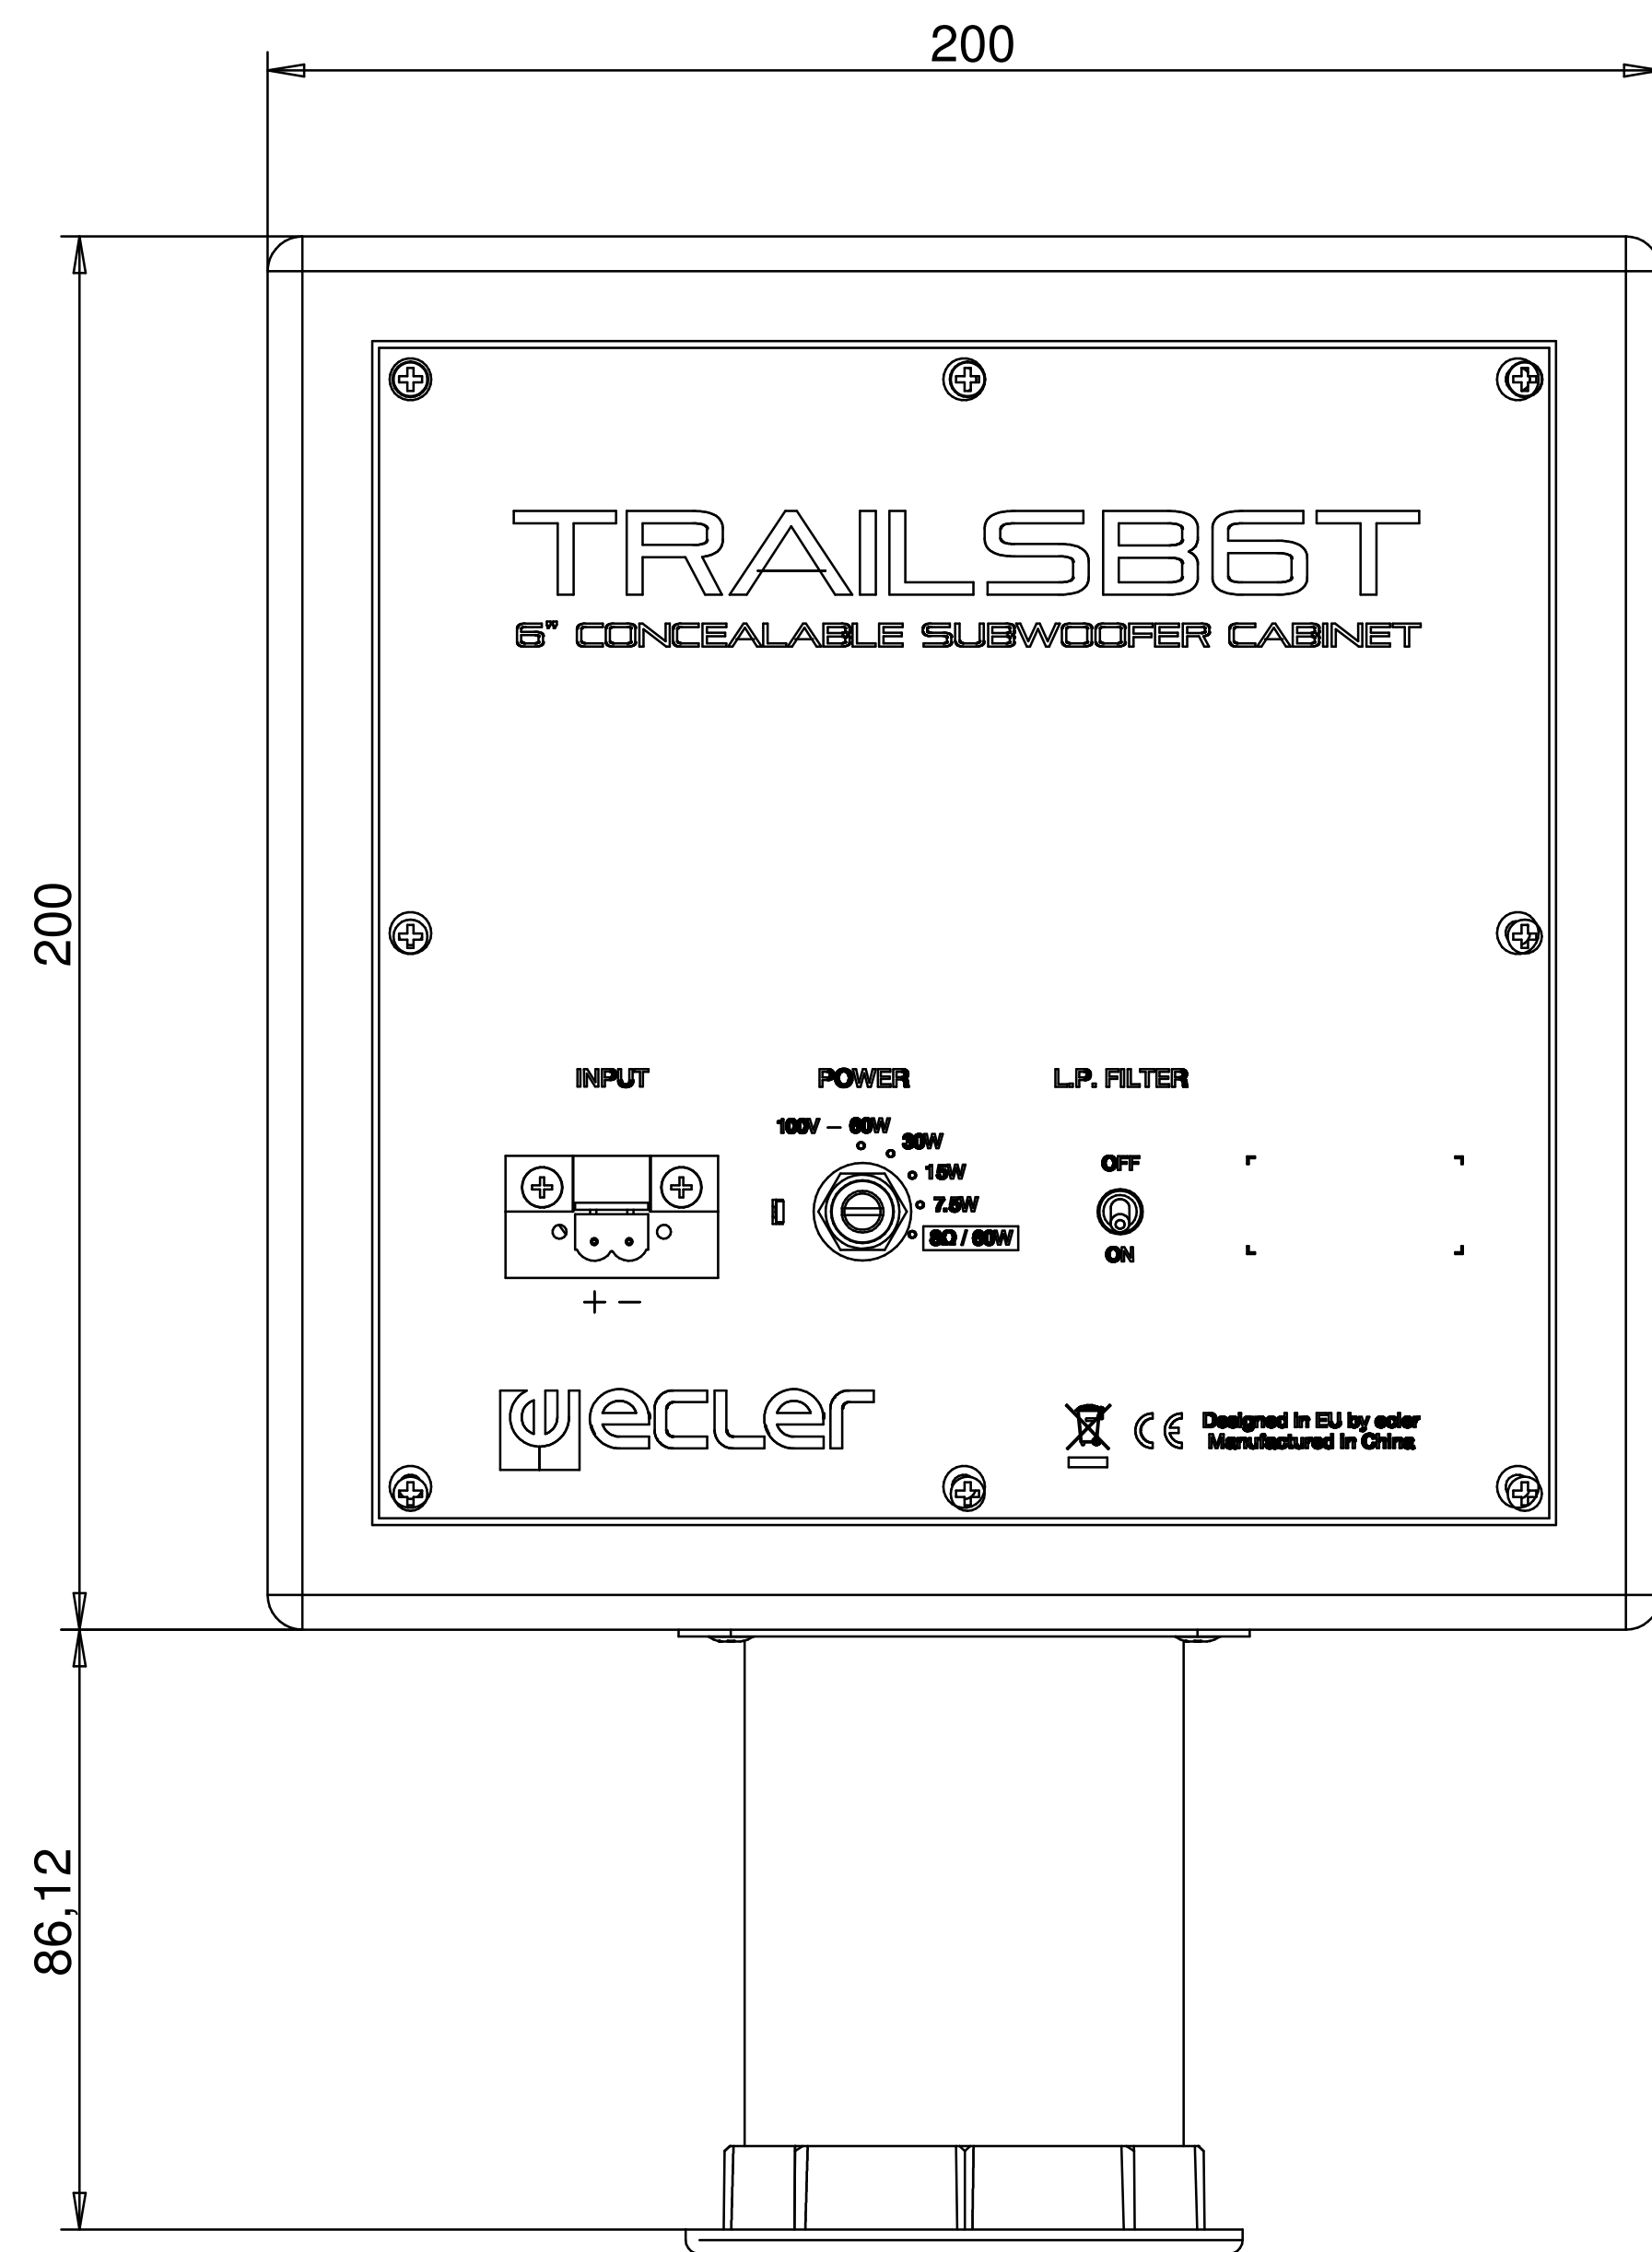 200
200
TRAILSB6T
6" CONCEALABLE SUBWOOFER CABINET
INPUT POWER L.P. FILTER
100V – 60W
30W
15W
7.5W
8Ω / 60W
OFF
ON
+ −
ecler
CE
Designed in EU by ecler
Manufactured in China
86,12